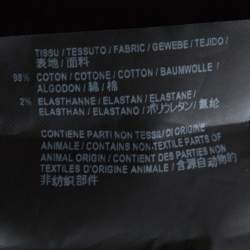 TISSU / TESSUTO / FABRIC / GEWEBE / TEJIDO /
表地 / 面料
98% COTON / COTONE / COTTON / BAUMWOLLE /
ALGODON / 綿 / 棉
2% ELASTHANNE / ELASTAN / ELASTANE /
ELASTHAN / ELASTANO / ポリウレタン / 氨纶
CONTIENE PARTI NON TESSILI DI ORIGINE
ANIMALE / CONTAINS NON-TEXTILE PARTS OF
ANIMAL ORIGIN / CONTIENT DES PARTIES NON
TEXTILES D'ORIGINE ANIMALE / 含源自动物的
非纺织部件